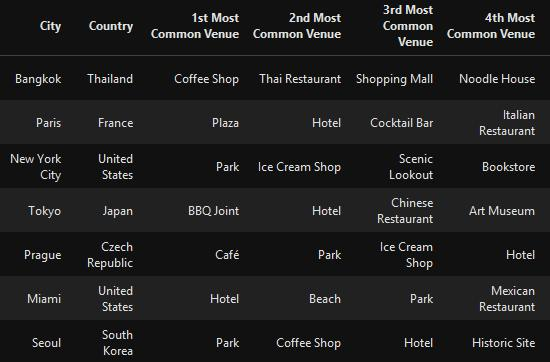 City Country 1st Most Common Venue 2nd Most Common Venue 3rd Most Common Venue 4th Most Common Venue
Bangkok Thailand Coffee Shop Thai Restaurant Shopping Mall Noodle House
Paris France Plaza Hotel Cocktail Bar Italian Restaurant
New York City United States Park Ice Cream Shop Scenic Lookout Bookstore
Tokyo Japan BBQ Joint Hotel Chinese Restaurant Art Museum
Prague Czech Republic Café Park Ice Cream Shop Hotel
Miami United States Hotel Beach Park Mexican Restaurant
Seoul South Korea Park Coffee Shop Hotel Historic Site